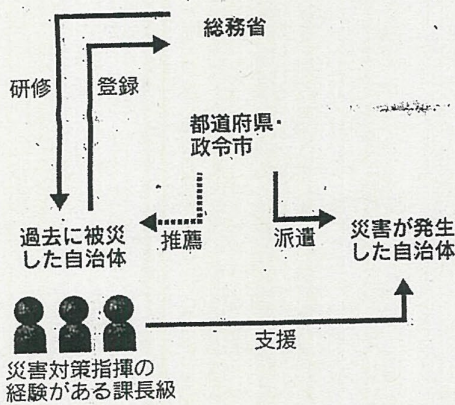 総務省
研修
登録
都道府県・
政令市
過去に被災
した自治体
推薦
派遣
災害が発生
した自治体
支援
災害対策指揮の
経験がある課長級